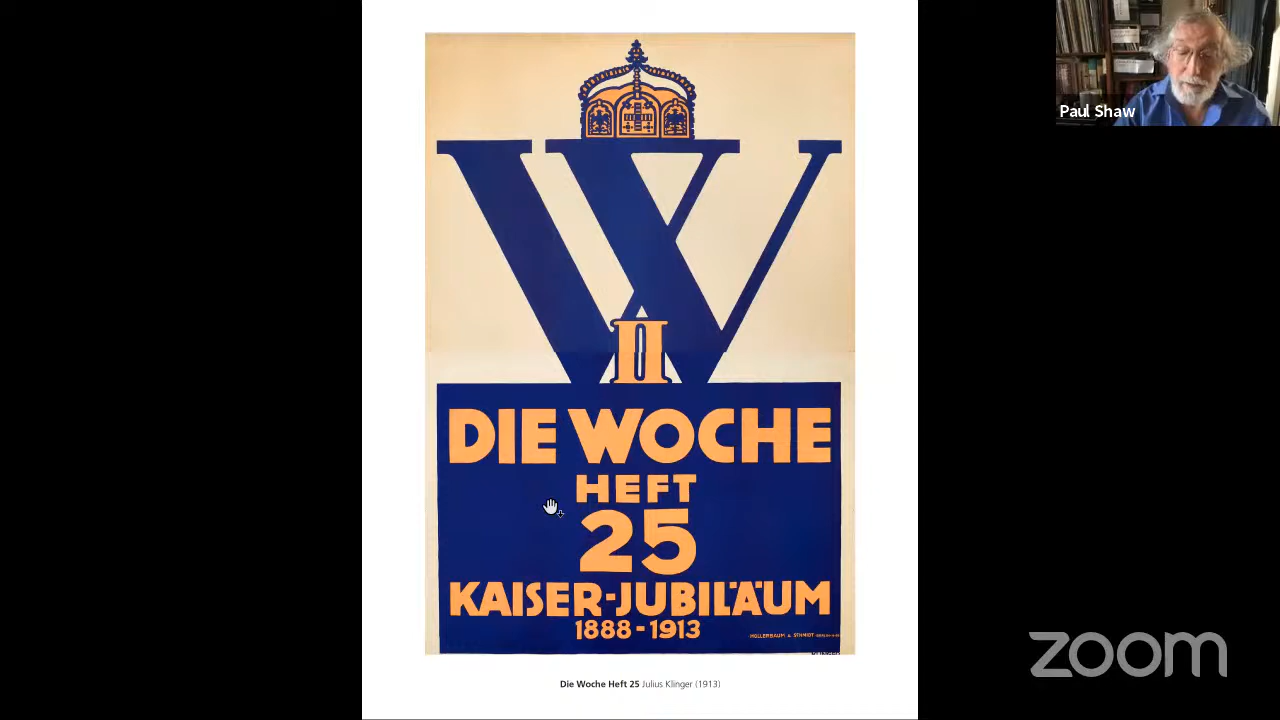 W
II
DIE WOCHE
HEFT
25
KAISER-JUBILÄUM
1888-1913
HOLLERBAUM & SCHMIDT
Die Woche Heft 25 Julius Klinger (1913)
Paul Shaw
zoom